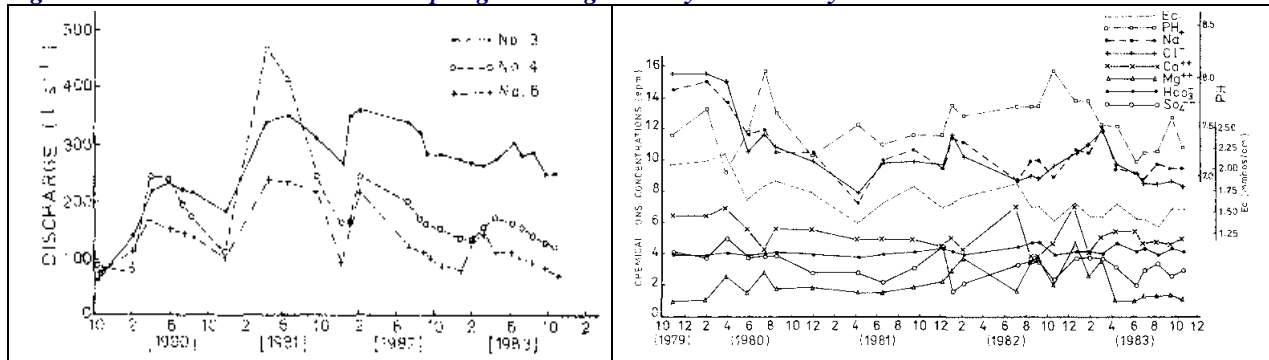 500
400
300
200
100
0
DISCHARGE
No. 3
No. 4
No. 6
10 2 6 10 2 6 10 2 6 10 2 6 10 2
[1980] [1981] [1982] [1983]
Ec
PH
Na+
Cl-
Ca++
Mg++
Hco3-
So4--
16
14
12
10
8
6
4
2
0
CHEMICAL IONS CONCENTRATIONS (epm)
8.5
8.0
7.5
7.0
PH
2.50
2.25
2.00
1.75
1.50
1.25
Ec (mmos/cm)
10 12 2 4 6 8 10 12 2 4 6 8 10 12 2 4 6 8 10 12 2 4 6 8 10 12
(1979) (1980) (1981) (1982) (1983)